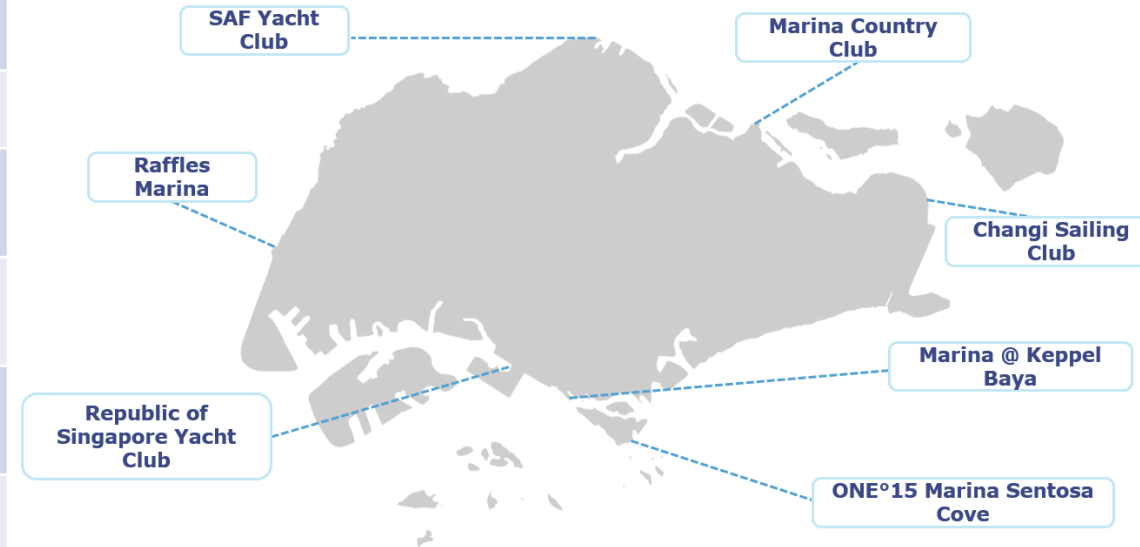 SAF Yacht
Club
Marina Country
Club
Raffles
Marina
Changi Sailing
Club
Marina @ Keppel
Baya
Republic of
Singapore Yacht
Club
ONE°15 Marina Sentosa
Cove